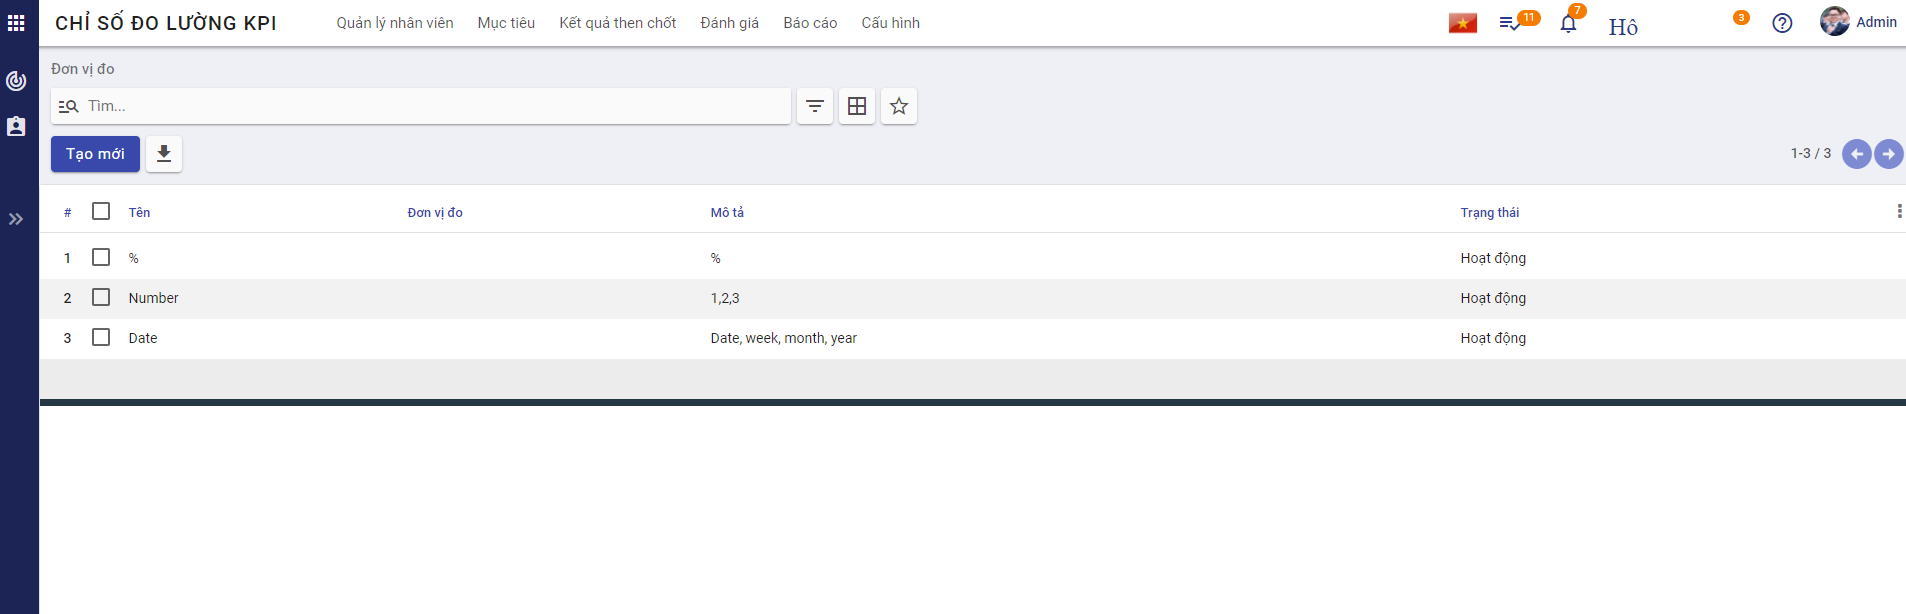 CHỈ SỐ ĐO LƯỜNG KPI Quản lý nhân viên Mục tiêu Kết quả then chốt Đánh giá Báo cáo Cấu hình 11 7 Hô 3 Admin
Đơn vị đo
Tìm...
Tạo mới 1-3 / 3
# Tên Đơn vị đo Mô tả Trạng thái
1 % % Hoạt động
2 Number 1,2,3 Hoạt động
3 Date Date, week, month, year Hoạt động